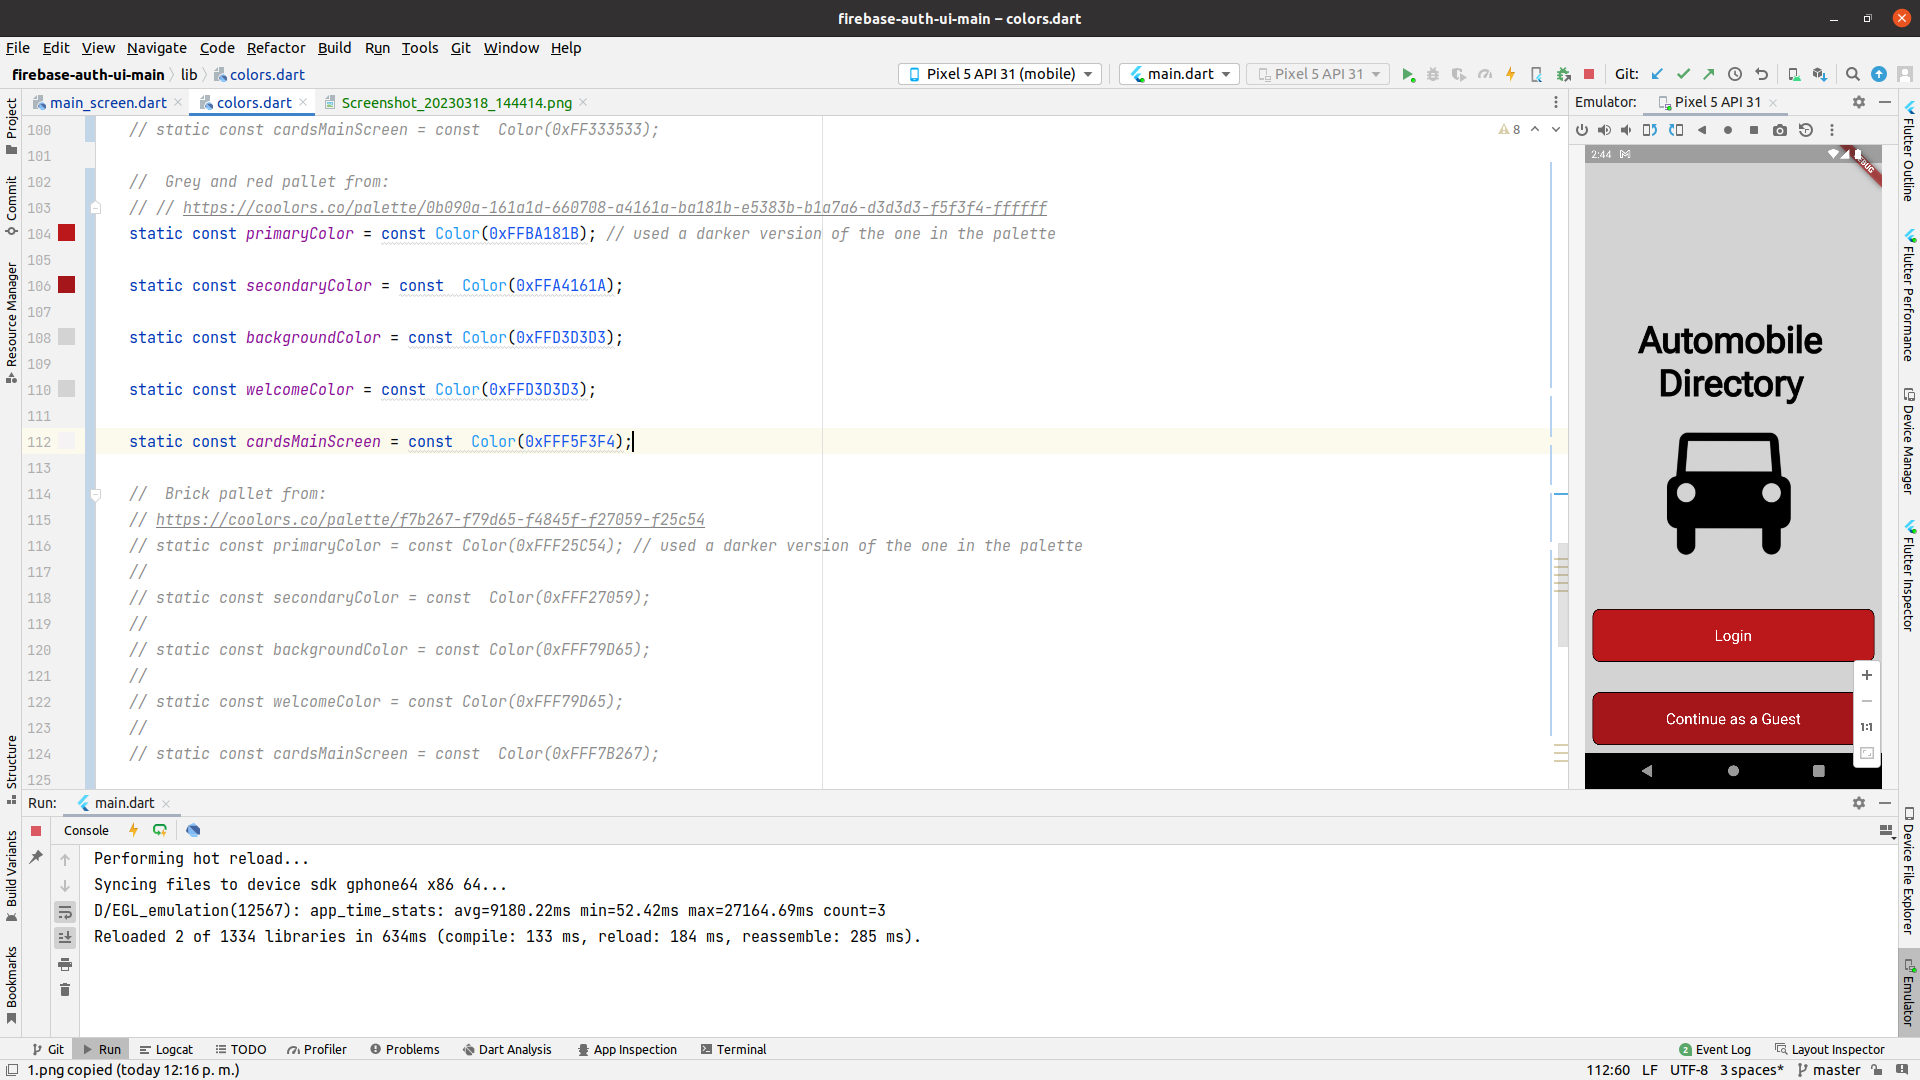 firebase-auth-ui-main – colors.dart
File Edit View Navigate Code Refactor Build Run Tools Git Window Help
firebase-auth-ui-main lib colors.dart
Pixel 5 API 31 (mobile) main.dart Pixel 5 API 31 Git:
main_screen.dart colors.dart Screenshot_20230318_144414.png
Emulator: Pixel 5 API 31
8
100 // static const cardsMainScreen = const  Color(0xFF333533);
101
102 //  Grey and red pallet from:
103 // // https://coolors.co/palette/0b090a-161a1d-660708-a4161a-ba181b-e5383b-b1a7a6-d3d3d3-f5f3f4-ffffff
104 static const primaryColor = const Color(0xFFBA181B); // used a darker version of the one in the palette
105
106 static const secondaryColor = const  Color(0xFFA4161A);
107
108 static const backgroundColor = const Color(0xFFD3D3D3);
109
110 static const welcomeColor = const Color(0xFFD3D3D3);
111
112 static const cardsMainScreen = const  Color(0xFFF5F3F4);
113
114 //  Brick pallet from:
115 // https://coolors.co/palette/f7b267-f79d65-f4845f-f27059-f25c54
116 // static const primaryColor = const Color(0xFFF25C54); // used a darker version of the one in the palette
117 //
118 // static const secondaryColor = const  Color(0xFFF27059);
119 //
120 // static const backgroundColor = const Color(0xFFF79D65);
121 //
122 // static const welcomeColor = const Color(0xFFF79D65);
123 //
124 // static const cardsMainScreen = const  Color(0xFFF7B267);
125
2:44
Automobile
Directory
Login
Continue as a Guest
1:1
Project
Commit
Resource Manager
Structure
Build Variants
Bookmarks
Flutter Outline
Flutter Performance
Device Manager
Flutter Inspector
Device File Explorer
Emulator
Run: main.dart
Console
Performing hot reload...
Syncing files to device sdk gphone64 x86 64...
D/EGL_emulation(12567): app_time_stats: avg=9180.22ms min=52.42ms max=27164.69ms count=3
Reloaded 2 of 1334 libraries in 634ms (compile: 133 ms, reload: 184 ms, reassemble: 285 ms).
Git Run Logcat TODO Profiler Problems Dart Analysis App Inspection Terminal
2 Event Log Layout Inspector
1.png copied (today 12:16 p. m.)
112:60 LF UTF-8 3 spaces* master